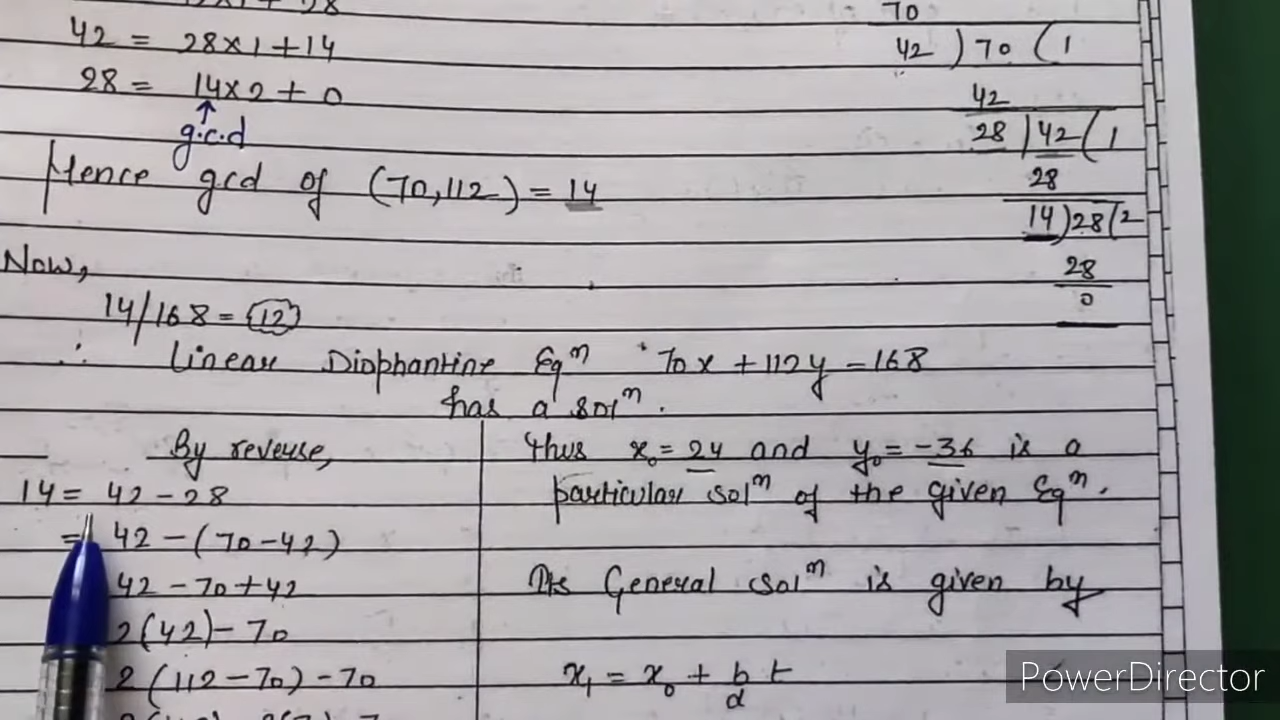 42 = 28×1+14
28 = 14×2+0
↑
g.c.d
Hence gcd of (70,112) = 14
70
42 ) 70 ( 1
42
28 ) 42 ( 1
28
14 ) 28 ( 2
28
0
Now,
14/168 = 12
∴ Linear Diophantine Eqⁿ 70x + 112y = 168
has a solⁿ.
By reverse,
14 = 42 - 28
= 42 - (70-42)
42 - 70 + 42
2(42) - 70
2(112-70) - 70
thus x₀ = 24 and y₀ = -36 is a
particular solⁿ of the given Eqⁿ.
Its General solⁿ is given by
x₁ = x₀ + b/d t
PowerDirector